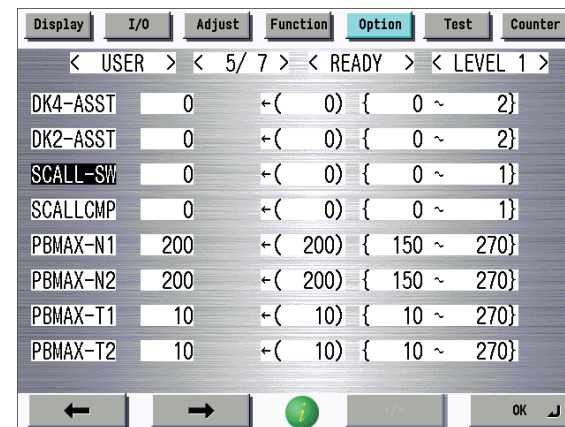 Display I/O Adjust Function Option Test Counter
< USER > < 5/ 7 > < READY > < LEVEL 1 >
DK4-ASST 0 ←( 0) { 0 ~ 2}
DK2-ASST 0 ←( 0) { 0 ~ 2}
SCALL-SW 0 ←( 0) { 0 ~ 1}
SCALLCMP 0 ←( 0) { 0 ~ 1}
PBMAX-N1 200 ←( 200) { 150 ~ 270}
PBMAX-N2 200 ←( 200) { 150 ~ 270}
PBMAX-T1 10 ←( 10) { 10 ~ 270}
PBMAX-T2 10 ←( 10) { 10 ~ 270}
← → i +/- OK ┘